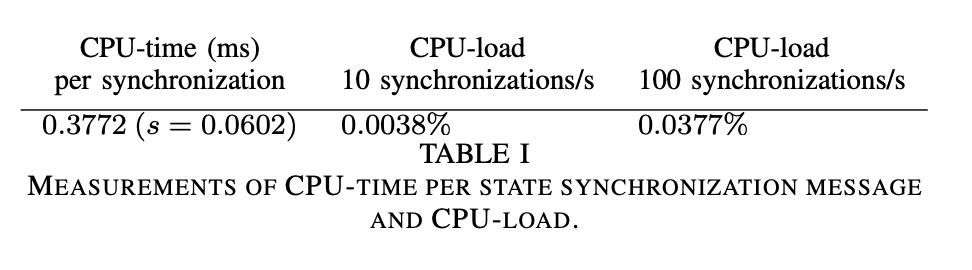 CPU-time (ms) CPU-load CPU-load
per synchronization 10 synchronizations/s 100 synchronizations/s
0.3772 (s = 0.0602) 0.0038% 0.0377%
TABLE I
MEASUREMENTS OF CPU-TIME PER STATE SYNCHRONIZATION MESSAGE
AND CPU-LOAD.